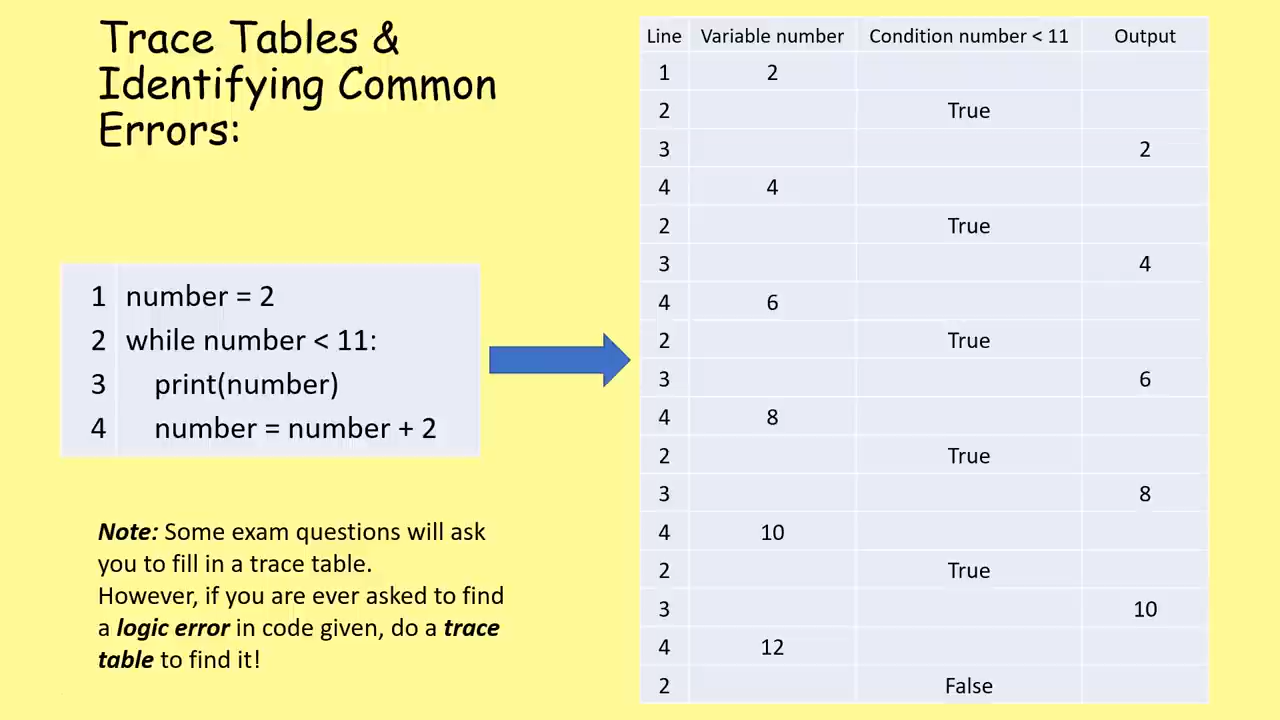 Trace Tables &
Identifying Common
Errors:
1 number = 2
2 while number < 11:
3 print(number)
4 number = number + 2
Note: Some exam questions will ask
you to fill in a trace table.
However, if you are ever asked to find
a logic error in code given, do a trace
table to find it!
Line Variable number Condition number < 11 Output
1 2
2 True
3 2
4 4
2 True
3 4
4 6
2 True
3 6
4 8
2 True
3 8
4 10
2 True
3 10
4 12
2 False